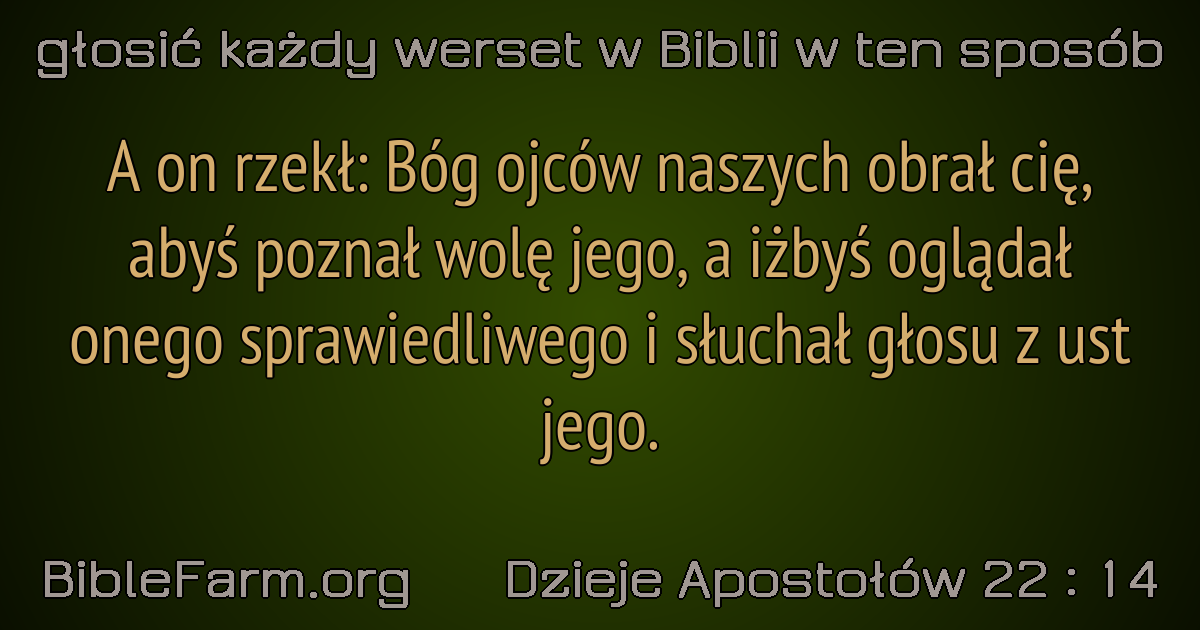 głosić każdy werset w Biblii w ten sposób
A on rzekł: Bóg ojców naszych obrał cię,
abyś poznał wolę jego, a iżbyś oglądał
onego sprawiedliwego i słuchał głosu z ust
jego.
BibleFarm.org Dzieje Apostołów 22 : 14